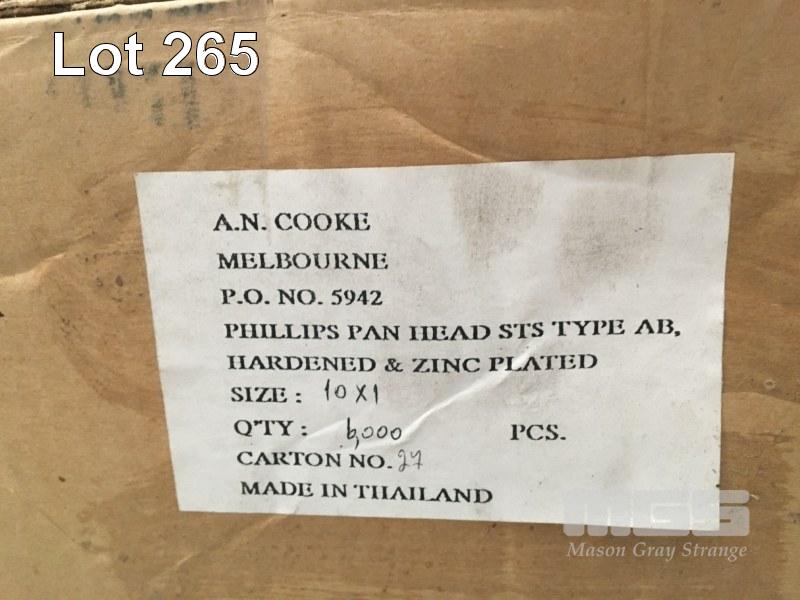 Lot 265
A.N. COOKE
MELBOURNE
P.O. NO. 5942
PHILLIPS PAN HEAD STS TYPE AB,
HARDENED & ZINC PLATED
SIZE : 10 X 1
Q'TY : 6,000 PCS.
CARTON NO. 27
MADE IN THAILAND
MGS
Mason Gray Strange